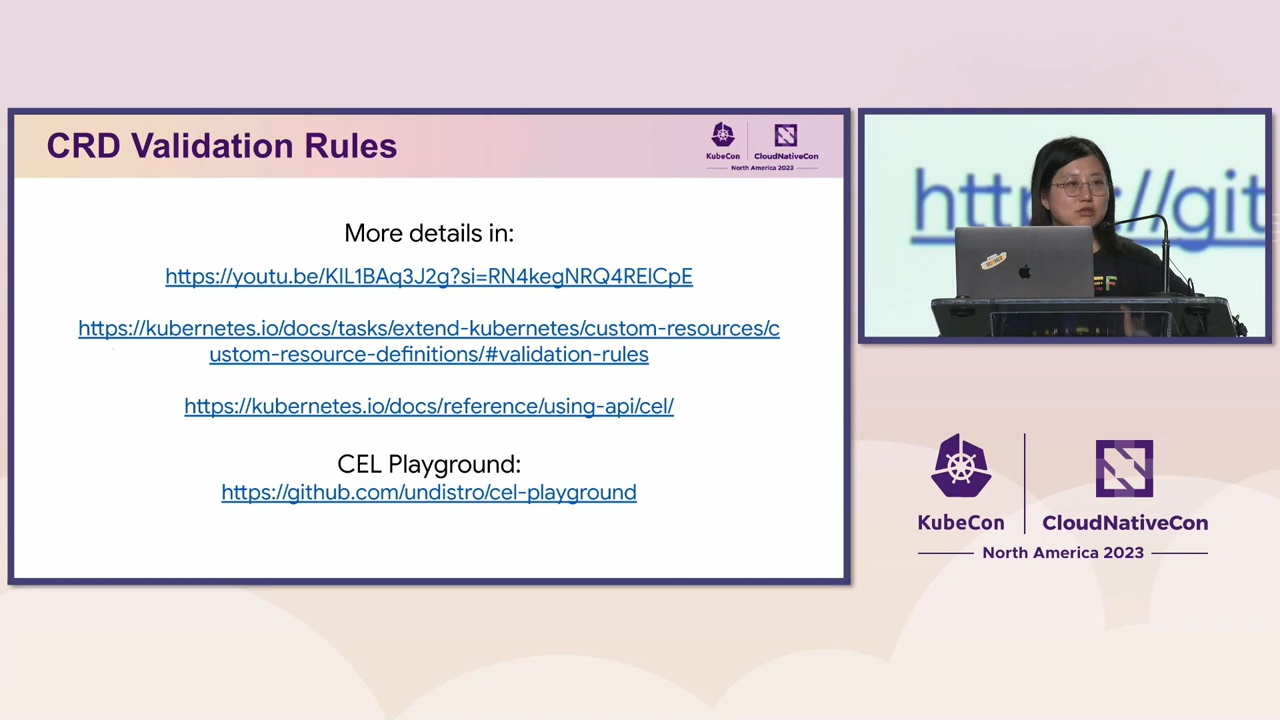 CRD Validation Rules
KubeCon
CloudNativeCon
North America 2023
More details in:
https://youtu.be/KlL1BAq3J2g?si=RN4kegNRQ4RElCpE
https://kubernetes.io/docs/tasks/extend-kubernetes/custom-resources/c
ustom-resource-definitions/#validation-rules
https://kubernetes.io/docs/reference/using-api/cel/
CEL Playground:
https://github.com/undistro/cel-playground
KubeCon
CloudNativeCon
North America 2023